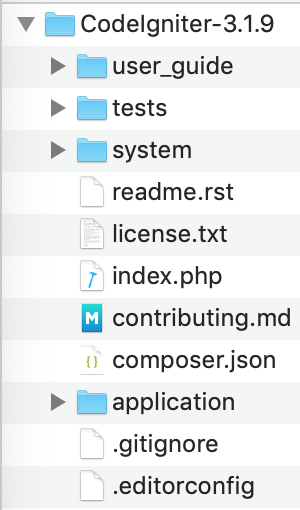 CodeIgniter-3.1.9
user_guide
tests
system
readme.rst
license.txt
index.php
M contributing.md
{ } composer.json
application
.gitignore
.editorconfig